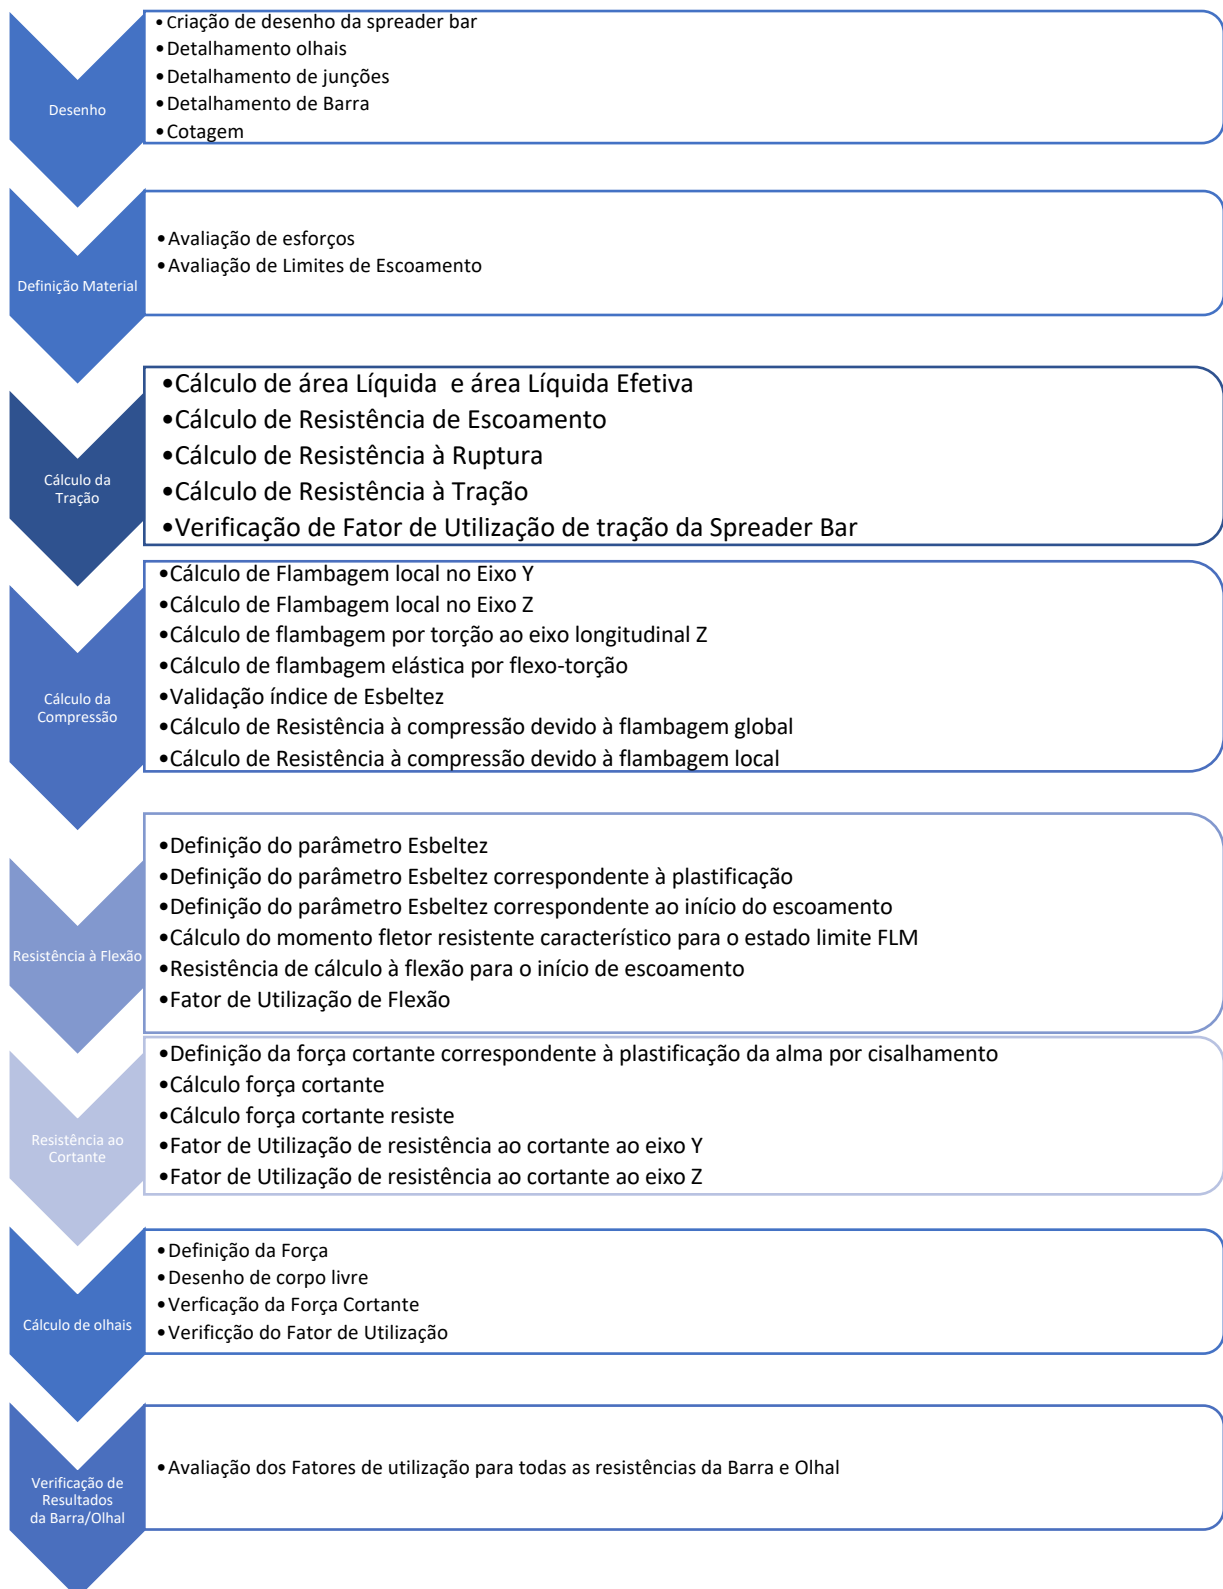 Desenho
•Criação de desenho da spreader bar
•Detalhamento olhais
•Detalhamento de junções
•Detalhamento de Barra
•Cotagem
Definição Material
•Avaliação de esforços
•Avaliação de Limites de Escoamento
Cálculo da
Tração
•Cálculo de área Líquida e área Líquida Efetiva
•Cálculo de Resistência de Escoamento
•Cálculo de Resistência à Ruptura
•Cálculo de Resistência à Tração
•Verificação de Fator de Utilização de tração da Spreader Bar
Cálculo da
Compressão
•Cálculo de Flambagem local no Eixo Y
•Cálculo de Flambagem local no Eixo Z
•Cálculo de flambagem por torção ao eixo longitudinal Z
•Cálculo de flambagem elástica por flexo-torção
•Validação índice de Esbeltez
•Cálculo de Resistência à compressão devido à flambagem global
•Cálculo de Resistência à compressão devido à flambagem local
Resistência à Flexão
•Definição do parâmetro Esbeltez
•Definição do parâmetro Esbeltez correspondente à plastificação
•Definição do parâmetro Esbeltez correspondente ao início do escoamento
•Cálculo do momento fletor resistente característico para o estado limite FLM
•Resistência de cálculo à flexão para o início de escoamento
•Fator de Utilização de Flexão
Resistência ao
Cortante
•Definição da força cortante correspondente à plastificação da alma por cisalhamento
•Cálculo força cortante
•Cálculo força cortante resiste
•Fator de Utilização de resistência ao cortante ao eixo Y
•Fator de Utilização de resistência ao cortante ao eixo Z
Cálculo de olhais
•Definição da Força
•Desenho de corpo livre
•Verficação da Força Cortante
•Verificção do Fator de Utilização
Verificação de
Resultados
da Barra/Olhal
•Avaliação dos Fatores de utilização para todas as resistências da Barra e Olhal